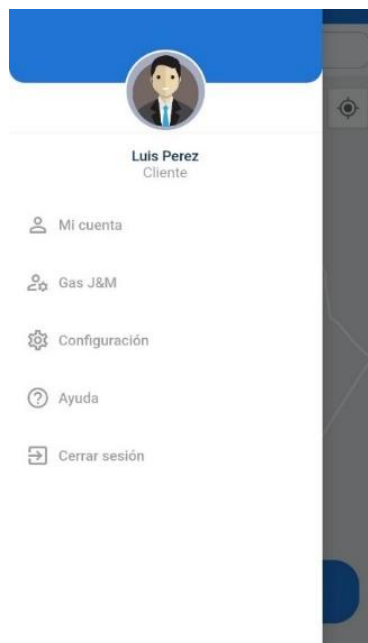 Luis Perez
Cliente
Mi cuenta
Gas J&M
Configuración
Ayuda
Cerrar sesión